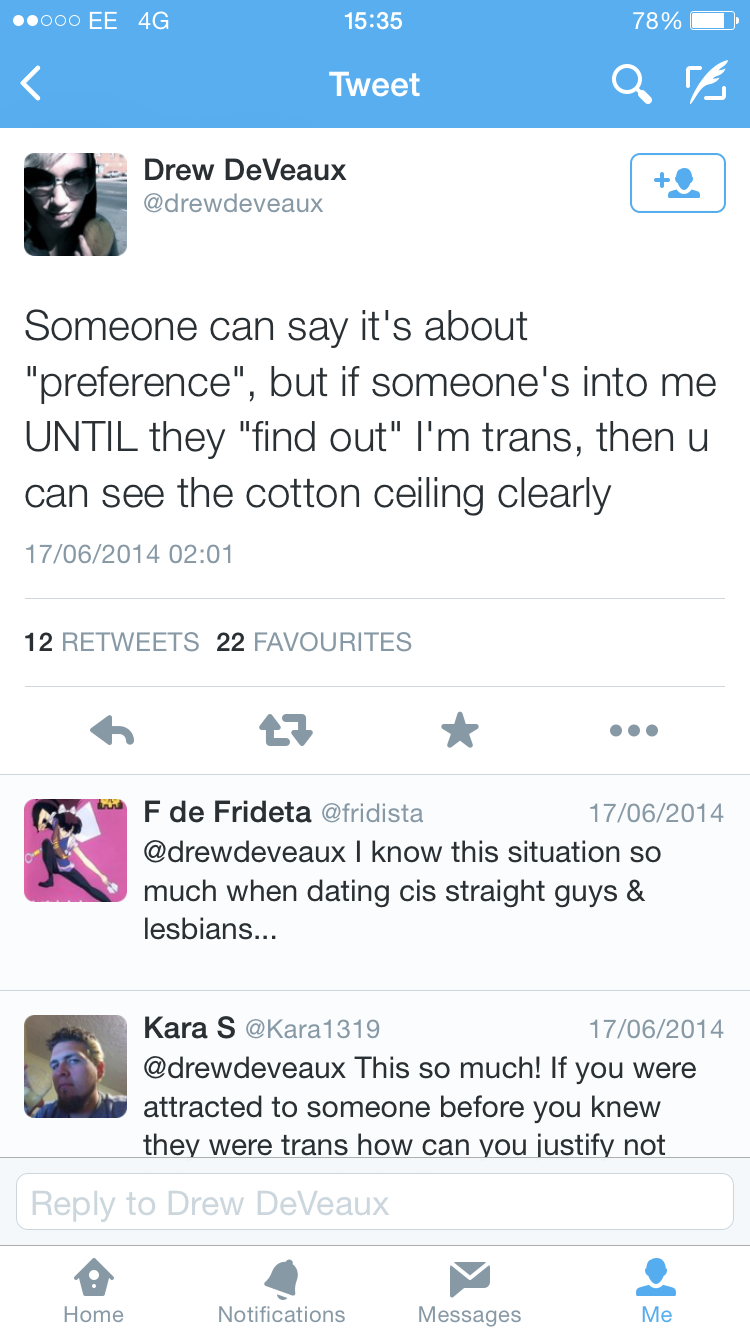 EE 4G 15:35 78%
Tweet
Drew DeVeaux
@drewdeveaux
Someone can say it's about
"preference", but if someone's into me
UNTIL they "find out" I'm trans, then u
can see the cotton ceiling clearly
17/06/2014 02:01
12 RETWEETS 22 FAVOURITES
F de Frideta @fridista 17/06/2014
@drewdeveaux I know this situation so
much when dating cis straight guys &
lesbians...
Kara S @Kara1319 17/06/2014
@drewdeveaux This so much! If you were
attracted to someone before you knew
they were trans how can you justify not
Reply to Drew DeVeaux
Home Notifications Messages Me